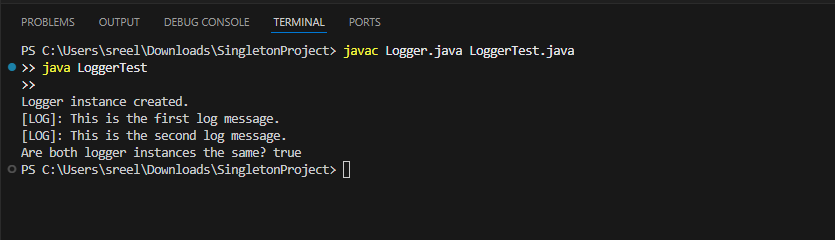 PROBLEMS OUTPUT DEBUG CONSOLE TERMINAL PORTS
PS C:\Users\sreel\Downloads\SingletonProject> javac Logger.java LoggerTest.java
>> java LoggerTest
>>
Logger instance created.
[LOG]: This is the first log message.
[LOG]: This is the second log message.
Are both logger instances the same? true
PS C:\Users\sreel\Downloads\SingletonProject>